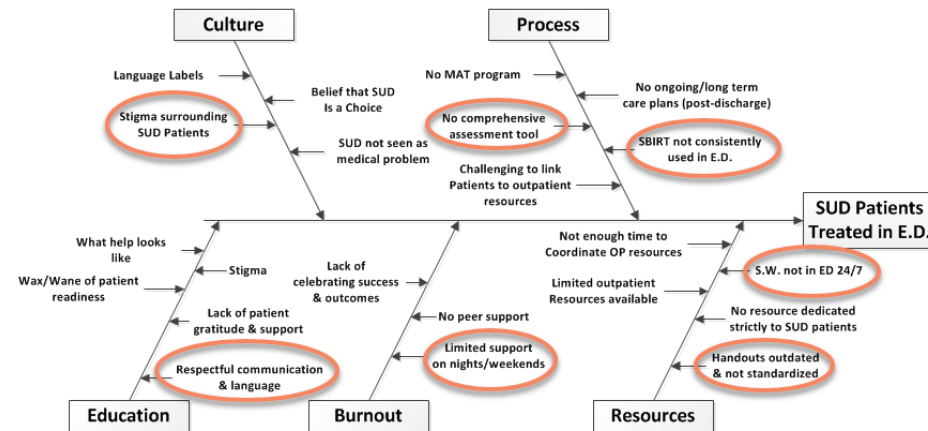 Culture
Process
Language Labels
Belief that SUD
Is a Choice
Stigma surrounding
SUD Patients
SUD not seen as
medical problem
No MAT program
No ongoing/long term
care plans (post-discharge)
No comprehensive
assessment tool
SBIRT not consistently
used in E.D.
Challenging to link
Patients to outpatient
resources
SUD Patients
Treated in E.D.
What help looks
like
Stigma
Wax/Wane of patient
readiness
Lack of patient
gratitude & support
Respectful communication
& language
Lack of
celebrating success
& outcomes
No peer support
Limited support
on nights/weekends
Not enough time to
Coordinate OP resources
S.W. not in ED 24/7
Limited outpatient
Resources available
No resource dedicated
strictly to SUD patients
Handouts outdated
& not standardized
Education
Burnout
Resources